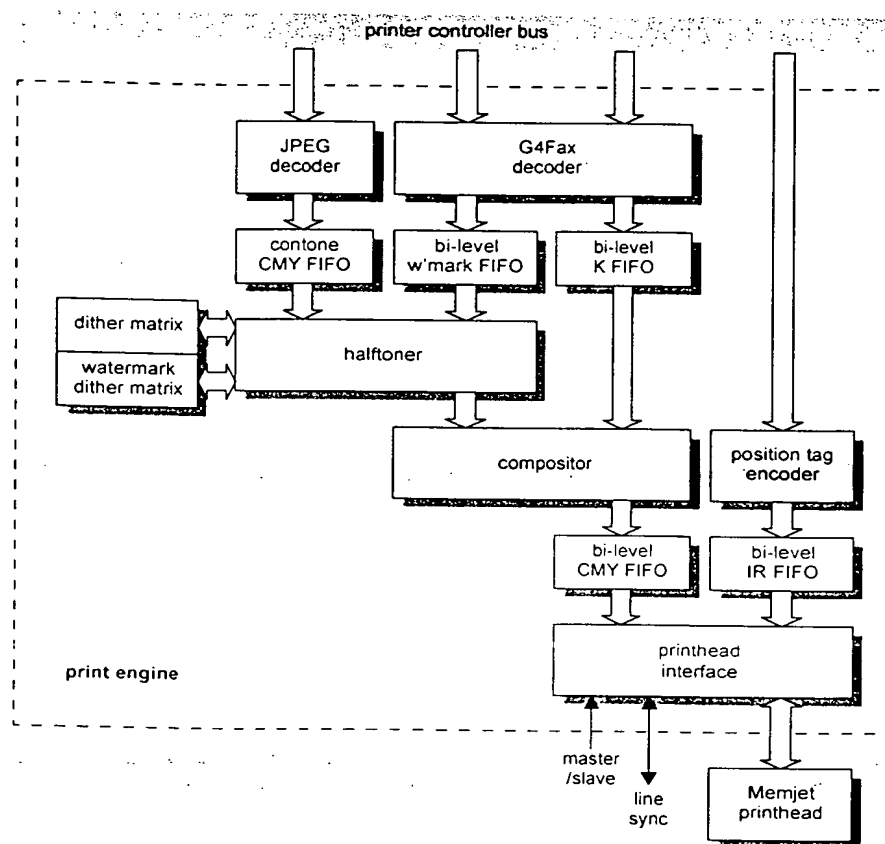 printer controller bus
JPEG
decoder
G4Fax
decoder
contone
CMY FIFO
bi-level
w'mark FIFO
bi-level
K FIFO
dither matrix
watermark
dither matrix
halftoner
compositor
position tag
encoder
bi-level
CMY FIFO
bi-level
IR FIFO
printhead
interface
print engine
master
/slave
line
sync
Memjet
printhead